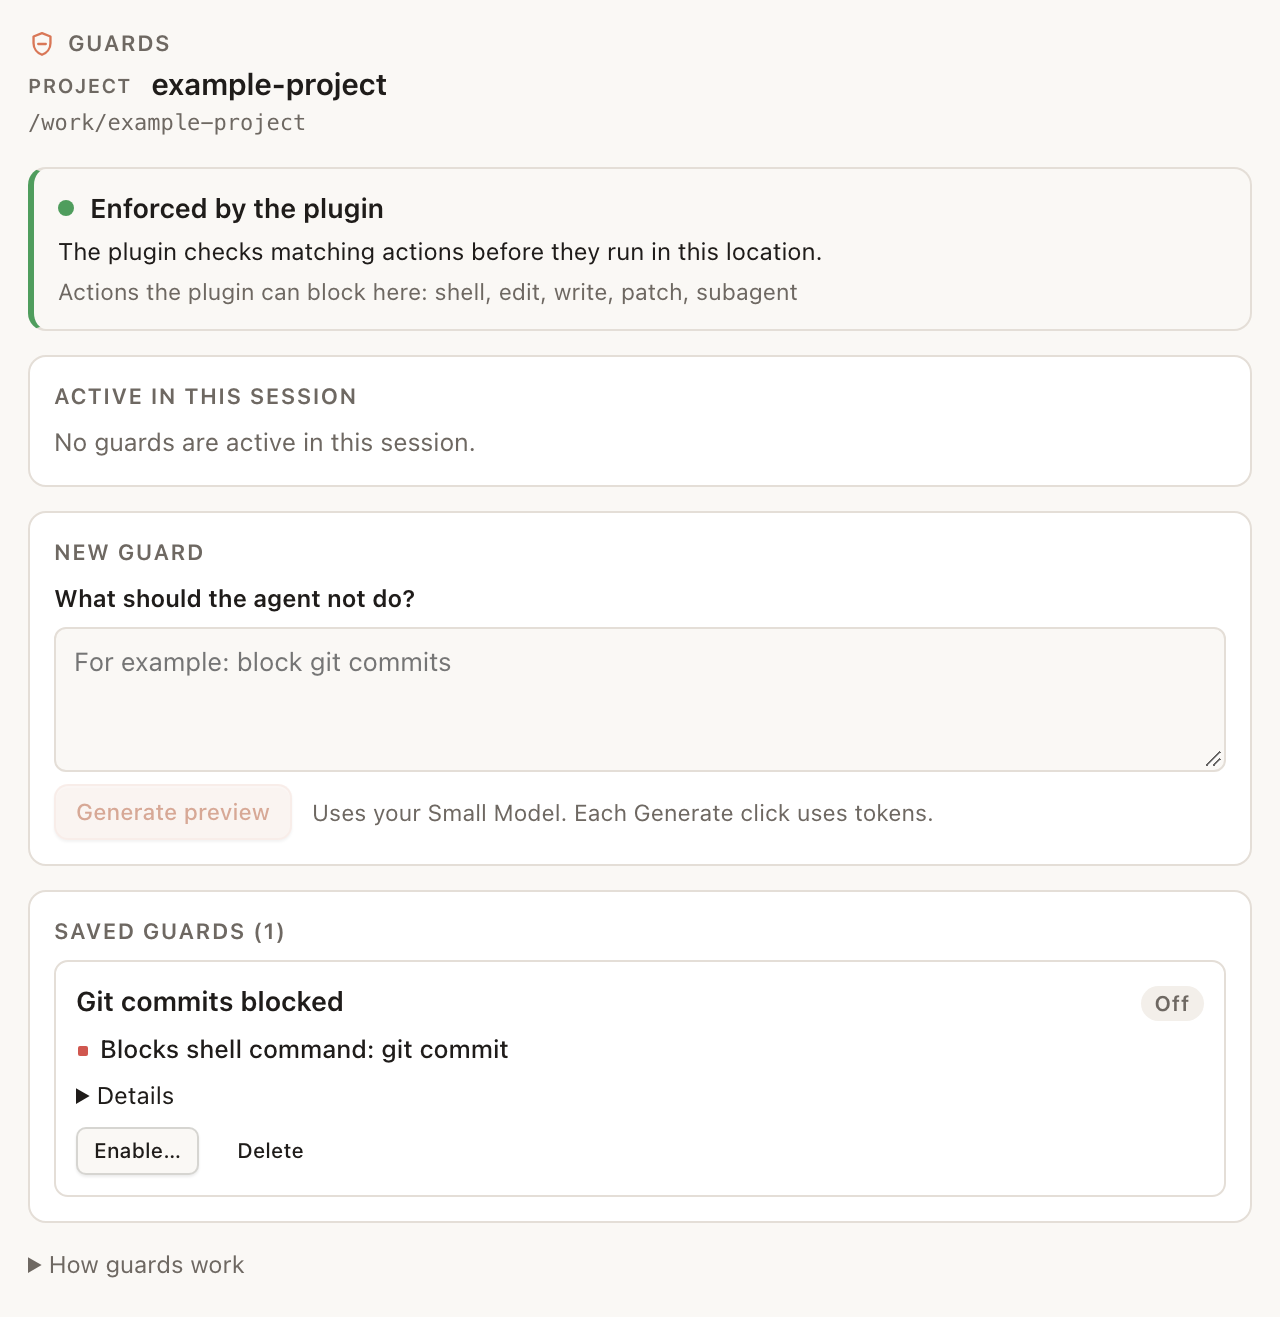 GUARDS
PROJECT example-project
/work/example-project
Enforced by the plugin
The plugin checks matching actions before they run in this location.
Actions the plugin can block here: shell, edit, write, patch, subagent
ACTIVE IN THIS SESSION
No guards are active in this session.
NEW GUARD
What should the agent not do?
For example: block git commits
Generate preview Uses your Small Model. Each Generate click uses tokens.
SAVED GUARDS (1)
Git commits blocked Off
Blocks shell command: git commit
Details
Enable... Delete
How guards work